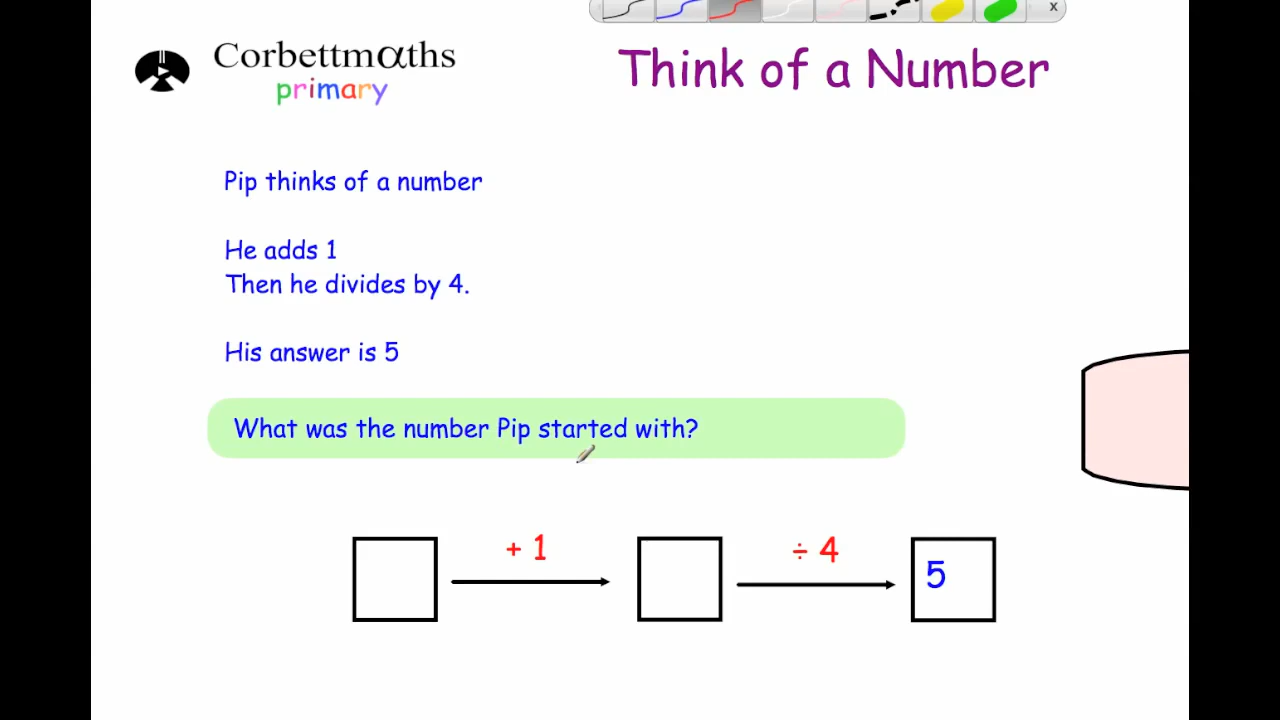 x
Corbettmαths
primary
Think of a Number
Pip thinks of a number
He adds 1
Then he divides by 4.
His answer is 5
What was the number Pip started with?
+ 1
÷ 4
5